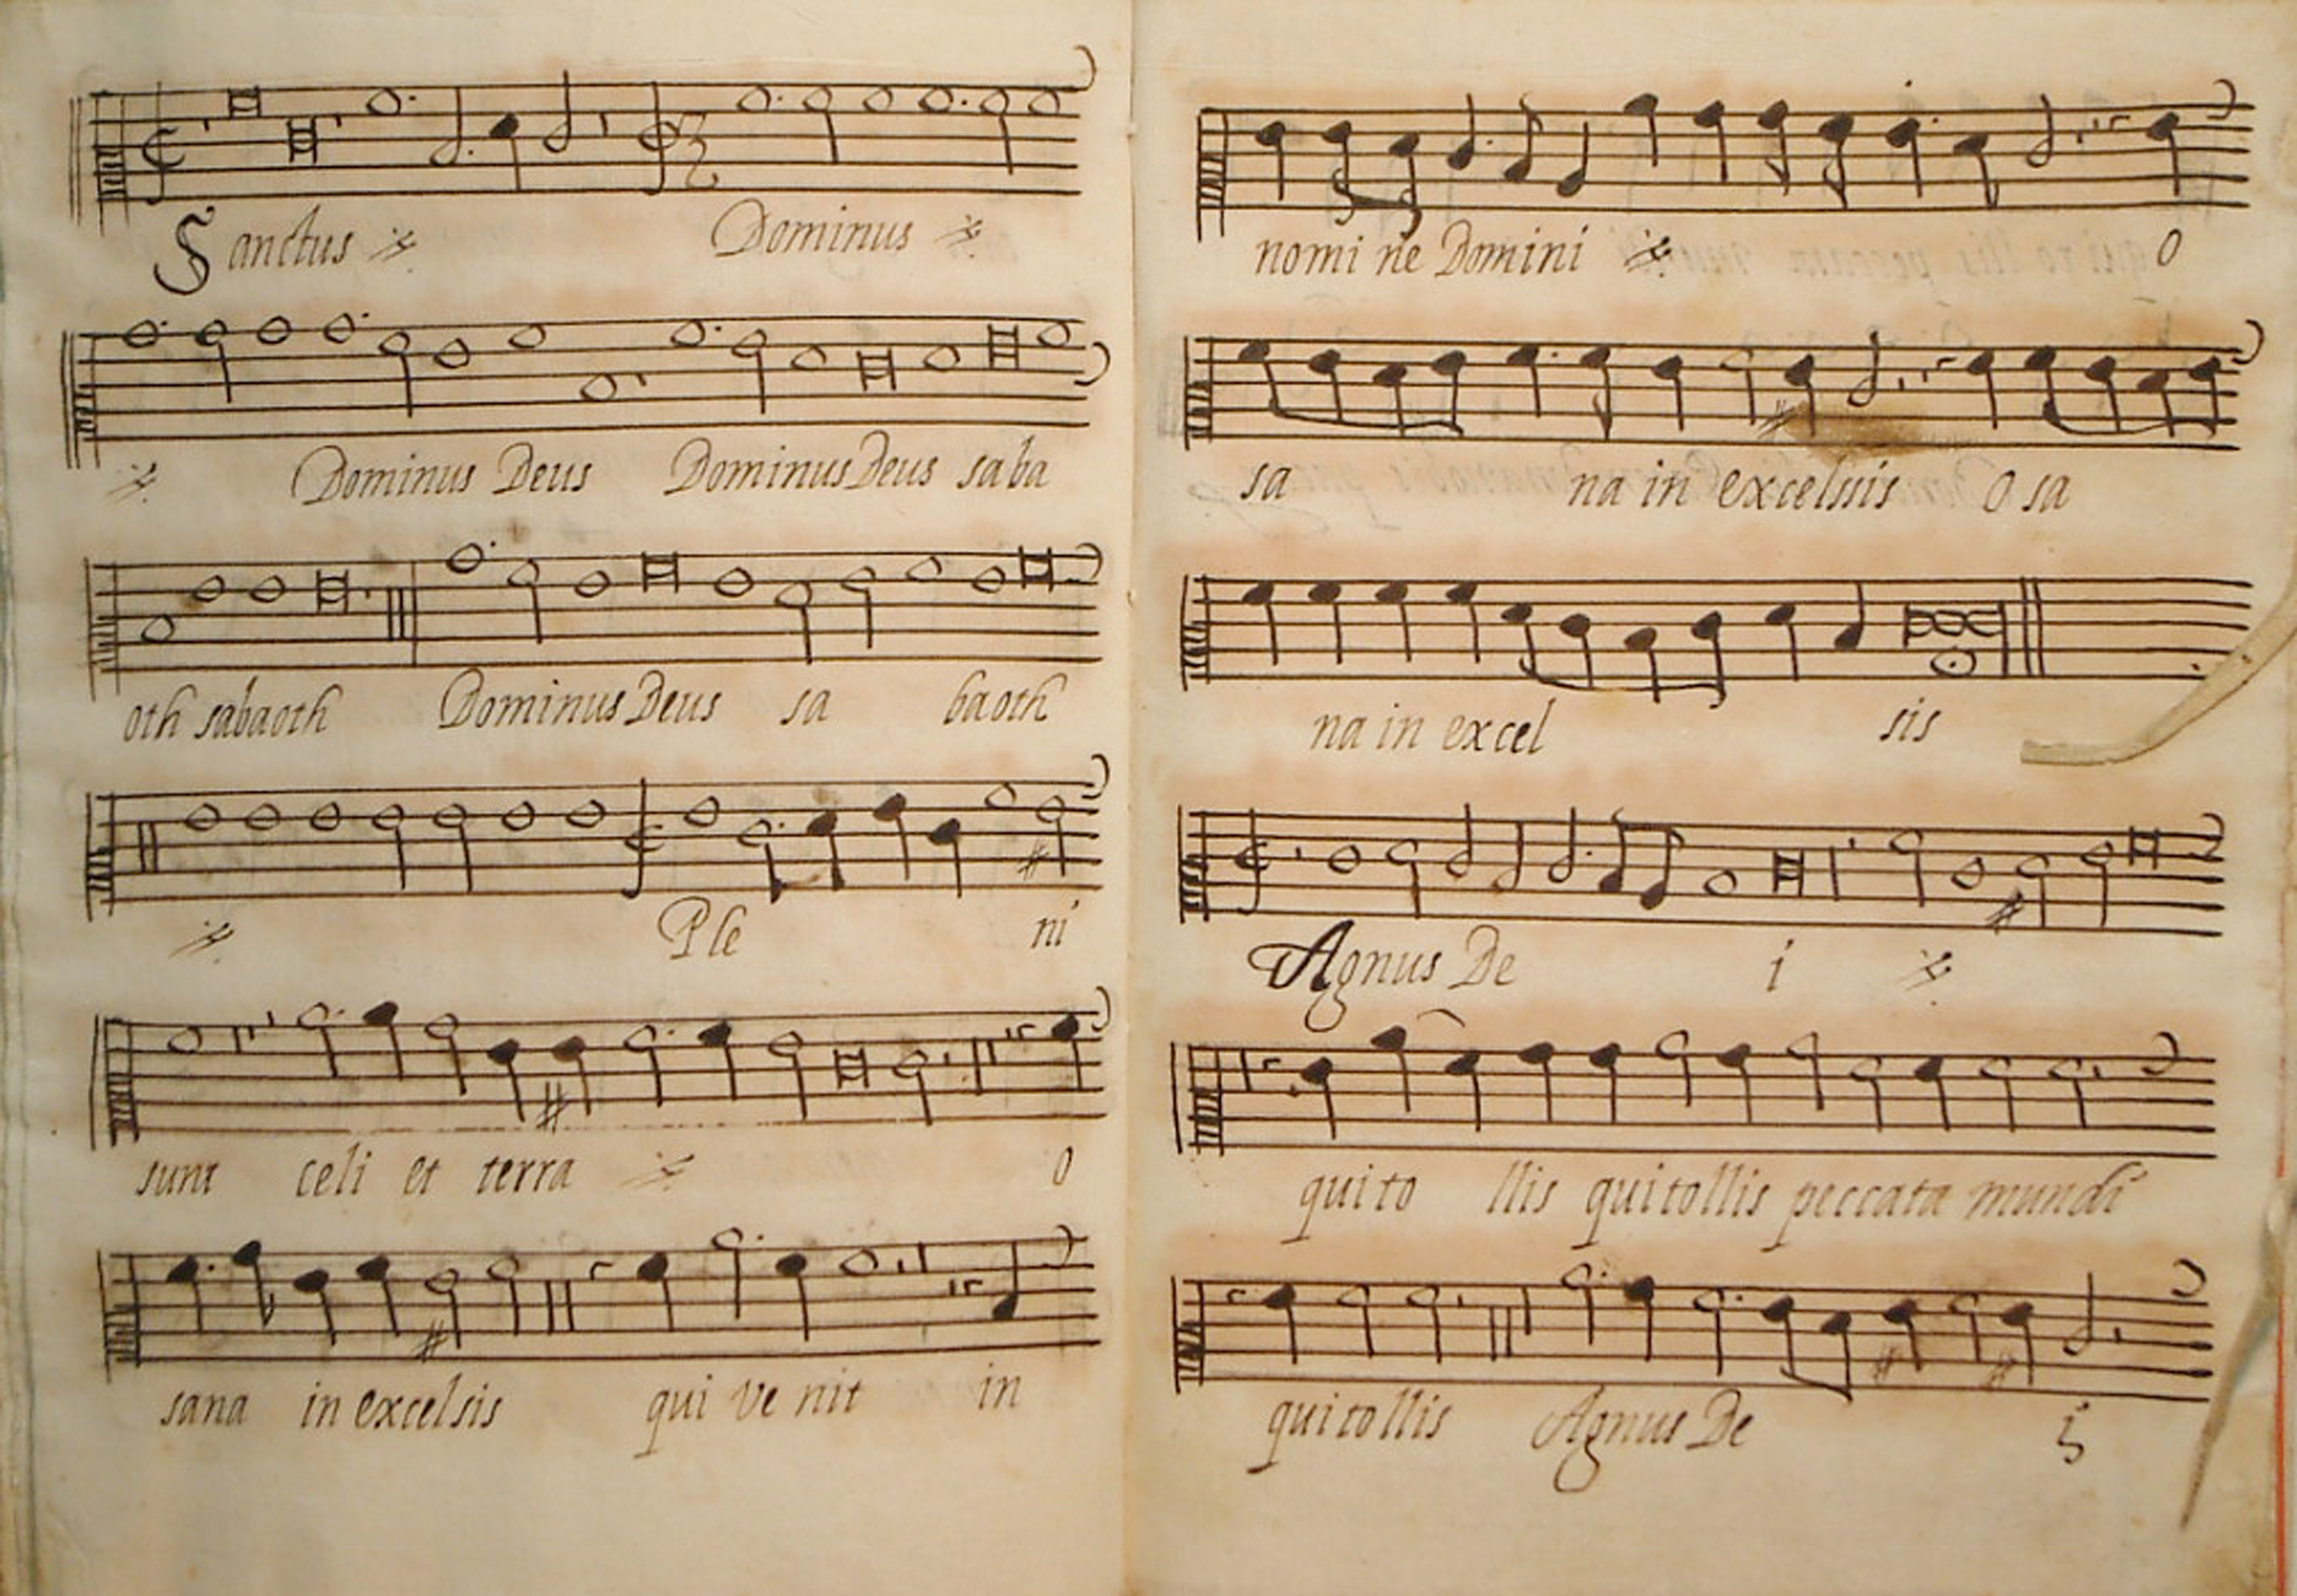 Sanctus Dominus
Dominus Deus Dominus Deus saba
oth sabaoth Dominus Deus sa baoth
Ple ni
sunt celi et terra O
sana in excelsis qui ve nit in
nomi ne Domini O
sa na in excelssis O sa
na in excel sis
Agnus De i
qui to llis qui tollis peccata mundi
qui tollis Agnus De i